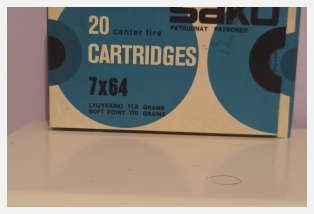 SAKO
PATRUUNAT PATRONER
20 center fire
CARTRIDGES
7x64
LYIJYKÄRKI 11,0 GRAMS
SOFT POINT 170 GRAINS